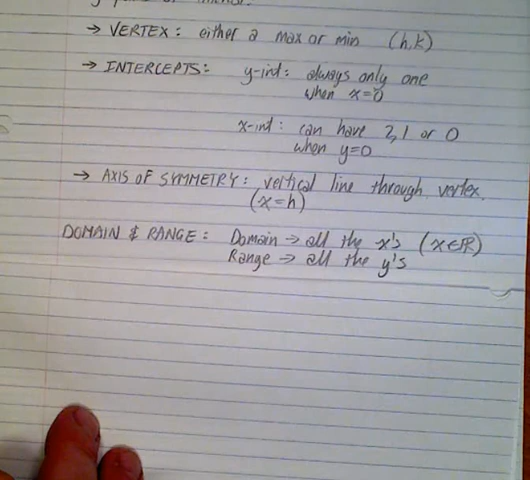 → VERTEX: either a max or min (h,k)
→ INTERCEPTS: y-int: always only one
when x=0
x-int: can have 2,1 or 0
when y=0
→ AXIS OF SYMMETRY: vertical line through vertex.
(x=h)
DOMAIN & RANGE: Domain → all the x's (x∈ℝ)
Range → all the y's